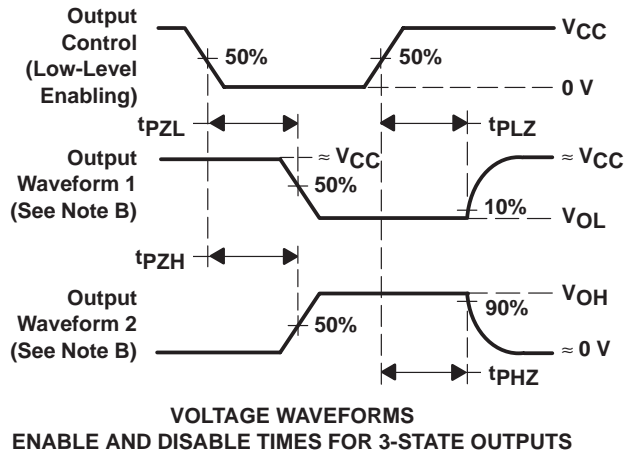 Output
Control
(Low-Level
Enabling)
50%
50%
VCC
0 V
tPZL
tPLZ
Output
Waveform 1
(See Note B)
≈ VCC
50%
≈ VCC
10%
VOL
tPZH
Output
Waveform 2
(See Note B)
50%
VOH
90%
≈ 0 V
tPHZ
VOLTAGE WAVEFORMS
ENABLE AND DISABLE TIMES FOR 3-STATE OUTPUTS